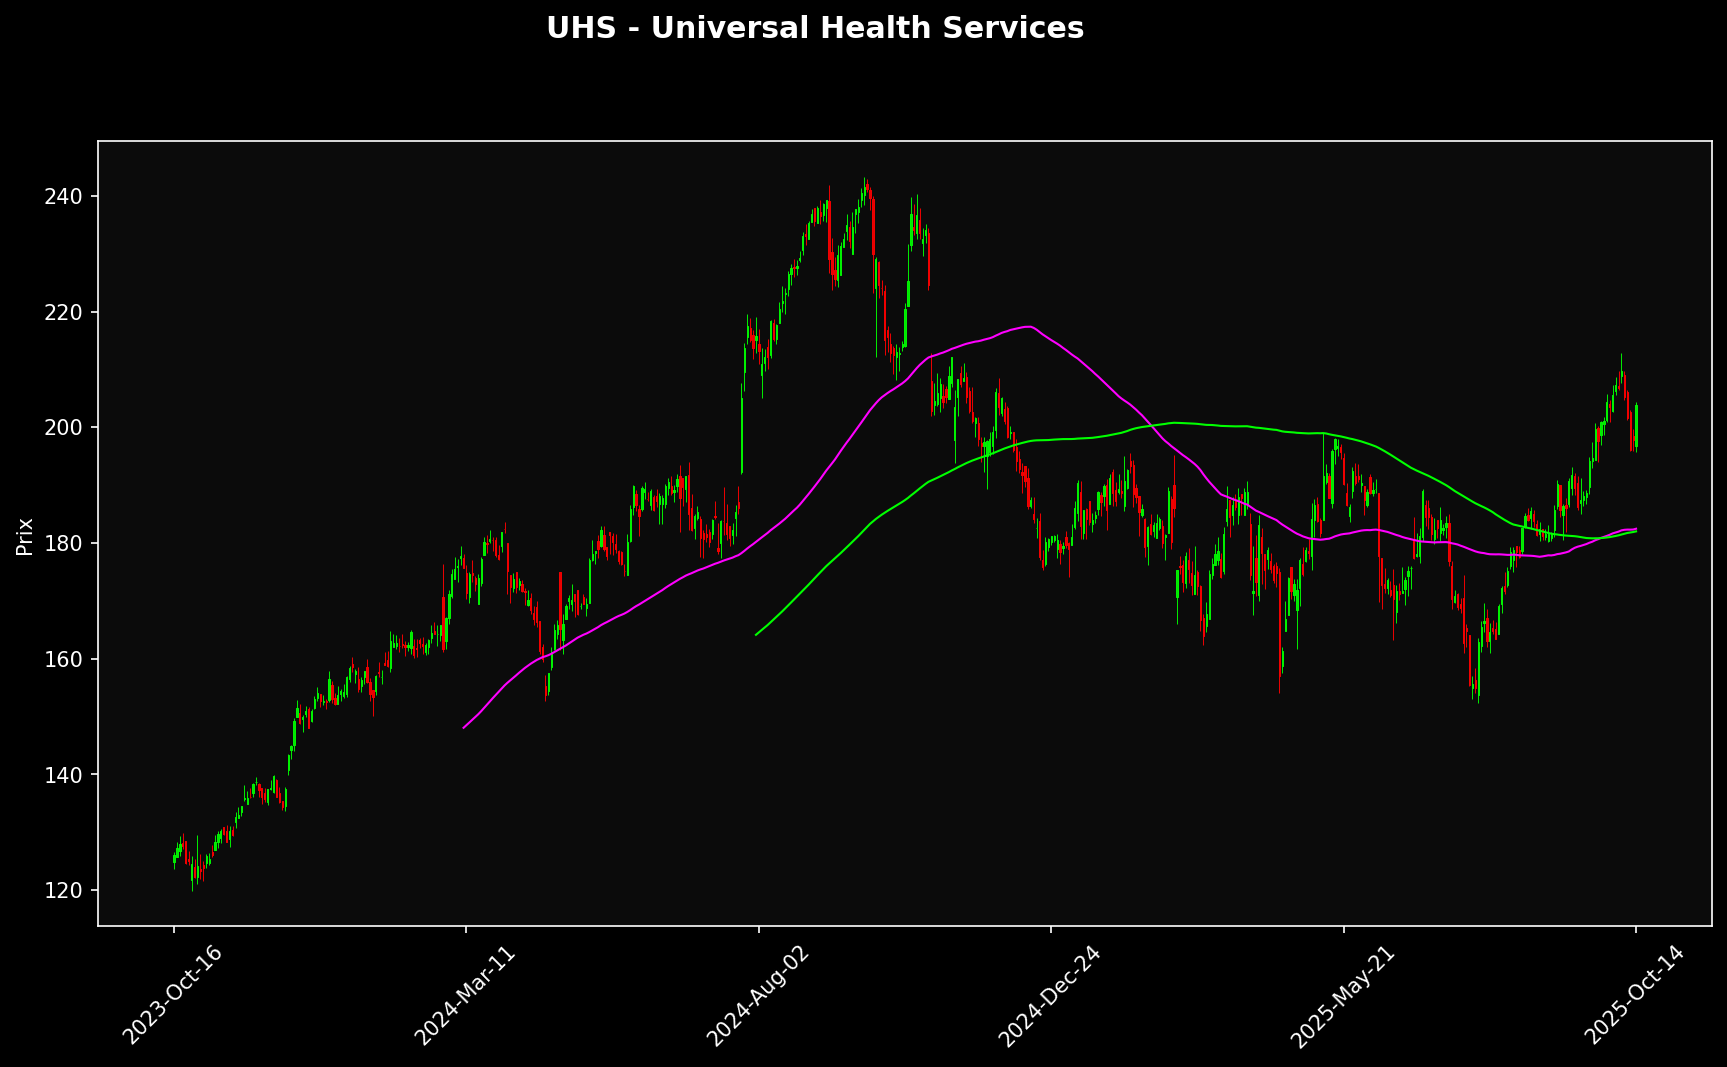 UHS - Universal Health Services
Prix
240
220
200
180
160
140
120
2023-Oct-16
2024-Mar-11
2024-Aug-02
2024-Dec-24
2025-May-21
2025-Oct-14